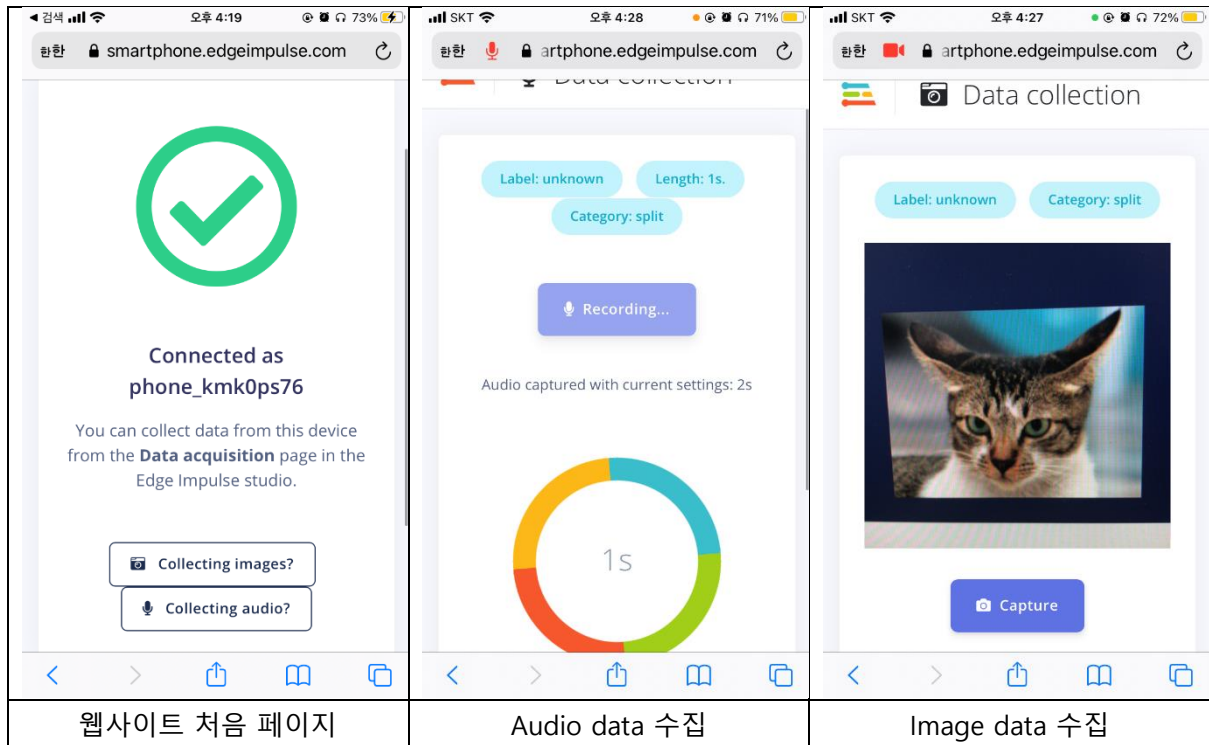 검색
오후 4:19
73%
한한 smartphone.edgeimpulse.com
Connected as
phone_kmk0ps76
You can collect data from this device
from the Data acquisition page in the
Edge Impulse studio.
Collecting images?
Collecting audio?
웹사이트 처음 페이지
SKT
오후 4:28
71%
한한 artphone.edgeimpulse.com
Data collection
Label: unknown
Length: 1s.
Category: split
Recording...
Audio captured with current settings: 2s
1s
Audio data 수집
SKT
오후 4:27
72%
한한 artphone.edgeimpulse.com
Data collection
Label: unknown
Category: split
Capture
Image data 수집